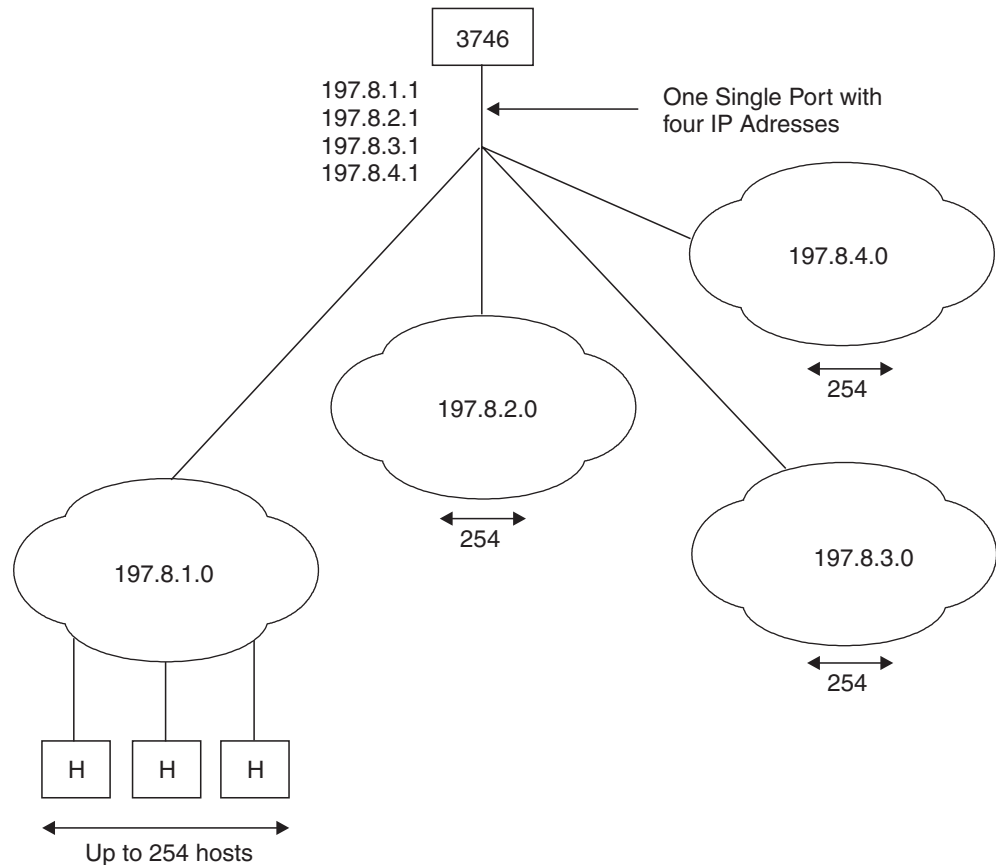 3746
197.8.1.1
197.8.2.1
197.8.3.1
197.8.4.1
One Single Port with
four IP Adresses
197.8.4.0
254
197.8.2.0
254
197.8.3.0
254
197.8.1.0
H
H
H
Up to 254 hosts